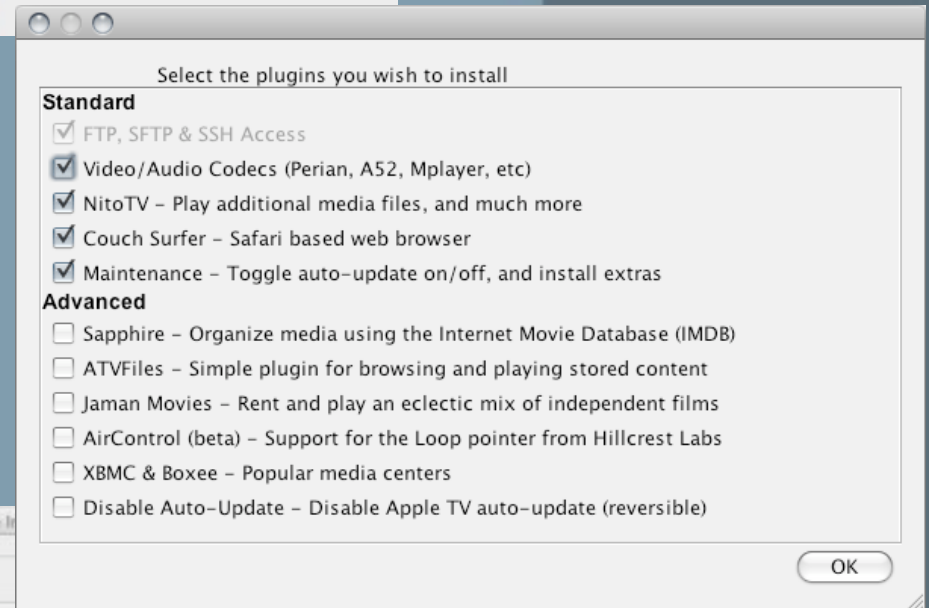 Select the plugins you wish to install
Standard
FTP, SFTP & SSH Access
Video/Audio Codecs (Perian, A52, Mplayer, etc)
NitoTV – Play additional media files, and much more
Couch Surfer – Safari based web browser
Maintenance – Toggle auto-update on/off, and install extras
Advanced
Sapphire – Organize media using the Internet Movie Database (IMDB)
ATVFiles – Simple plugin for browsing and playing stored content
Jaman Movies – Rent and play an eclectic mix of independent films
AirControl (beta) – Support for the Loop pointer from Hillcrest Labs
XBMC & Boxee – Popular media centers
Disable Auto-Update – Disable Apple TV auto-update (reversible)
OK